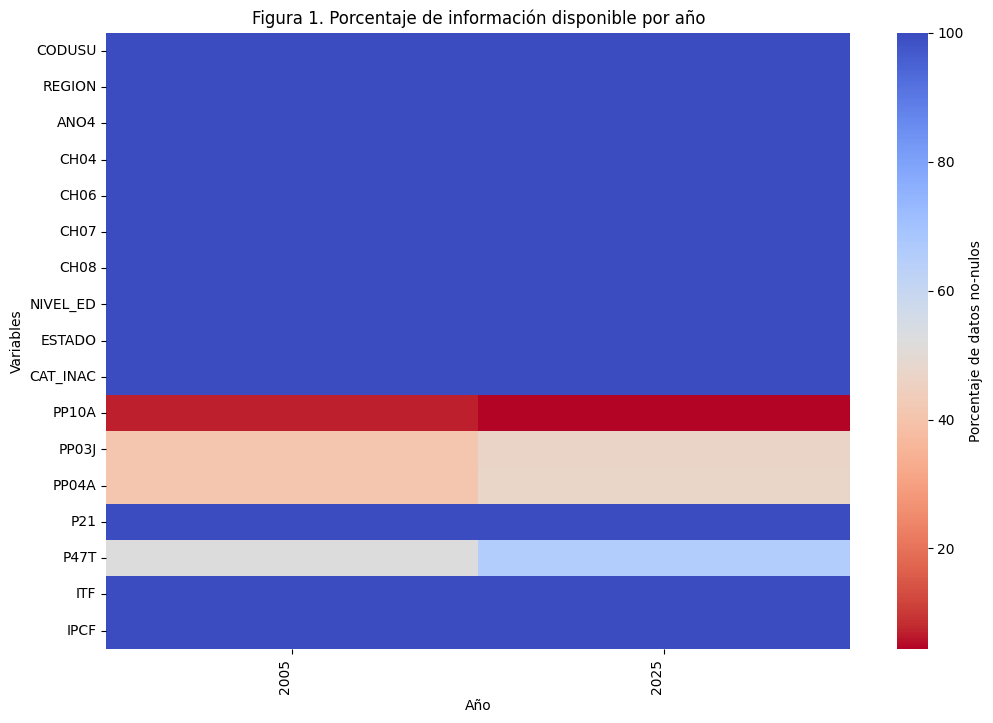 Figura 1. Porcentaje de información disponible por año
CODUSU
REGION
ANO4
CH04
CH06
CH07
CH08
NIVEL_ED
ESTADO
CAT_INAC
PP10A
PP03J
PP04A
P21
P47T
ITF
IPCF
Variables
2005
2025
Año
100
80
60
40
20
Porcentaje de datos no-nulos